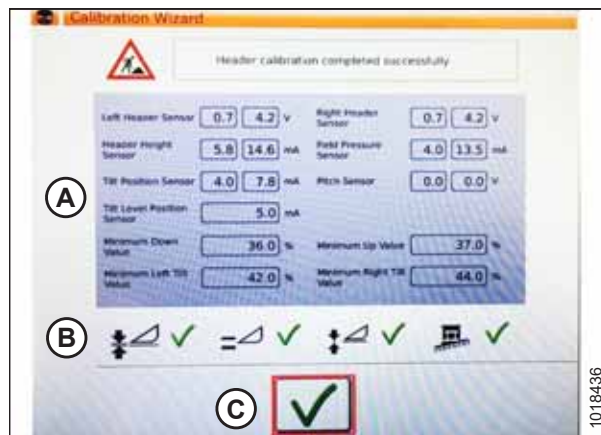 Calibration Wizard
Header calibration completed successfully
Left Header Sensor 0.7 4.2 v
Right Header Sensor 0.7 4.2 v
Header Height Sensor 5.8 14.6 mA
Field Pressure Sensor 4.0 13.5 mA
Tilt Position Sensor 4.0 7.8 mA
Pitch Sensor 0.0 0.0 v
Tilt Level Position Sensor 5.0 mA
Minimum Down Value 36.0 %
Minimum Up Value 37.0 %
Minimum Left Tilt Value 42.0 %
Minimum Right Tilt Value 44.0 %
A
B
C
1018436